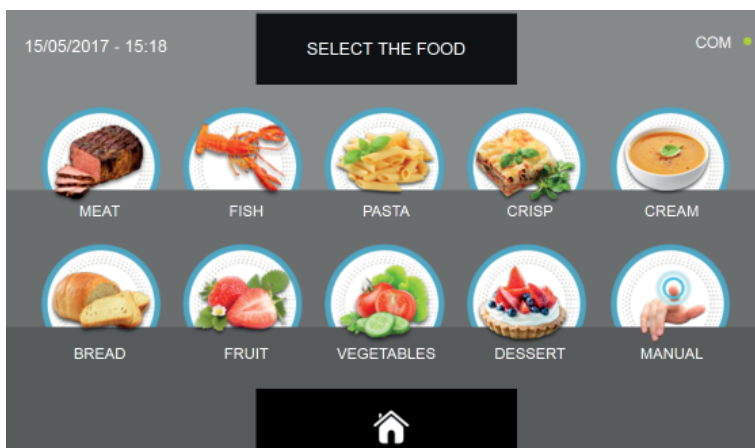 15/05/2017 - 15:18
SELECT THE FOOD
COM
MEAT
FISH
PASTA
CRISP
CREAM
BREAD
FRUIT
VEGETABLES
DESSERT
MANUAL